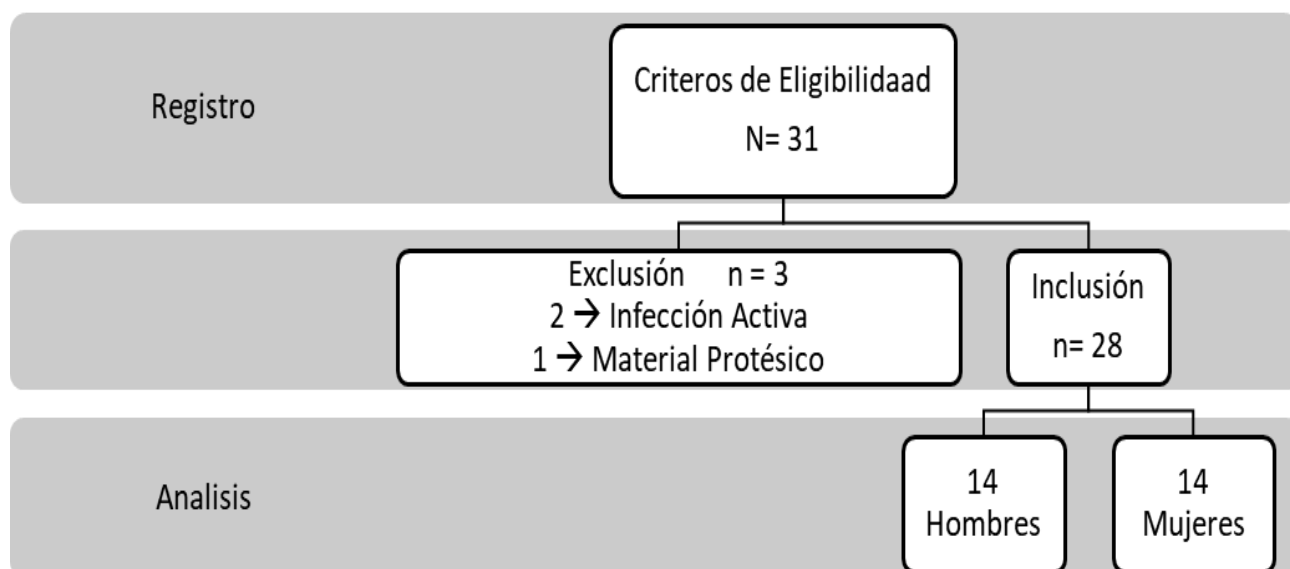 Registro
Criteros de Eligibilidaad
N= 31
Exclusión n = 3
2 → Infección Activa
1 → Material Protésico
Inclusión
n= 28
Analisis
14
Hombres
14
Mujeres